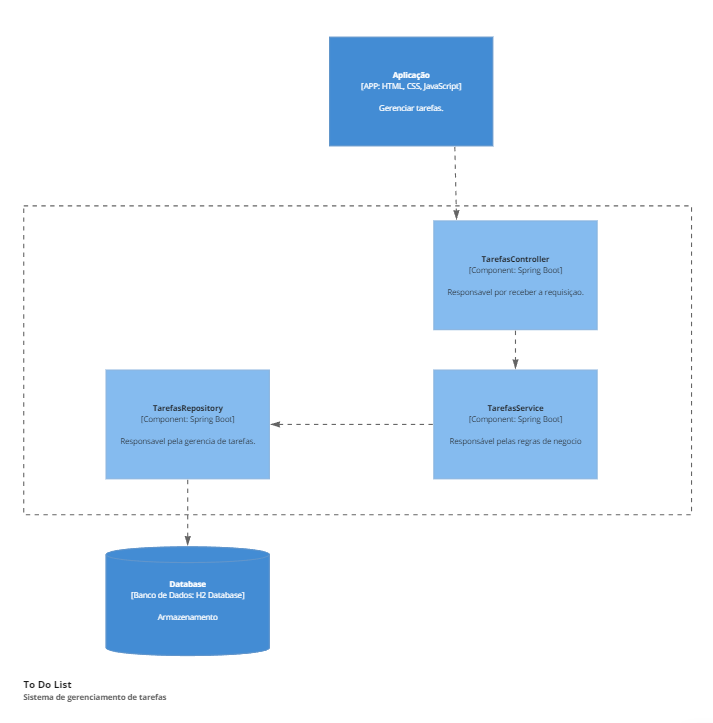 Aplicação
[APP: HTML, CSS, JavaScript]
Gerenciar tarefas.
TarefasController
[Component: Spring Boot]
Responsavel por receber a requisiçao.
TarefasRepository
[Component: Spring Boot]
Responsavel pela gerencia de tarefas.
TarefasService
[Component: Spring Boot]
Responsável pelas regras de negocio
Database
[Banco de Dados: H2 Database]
Armazenamento
To Do List
Sistema de gerenciamento de tarefas